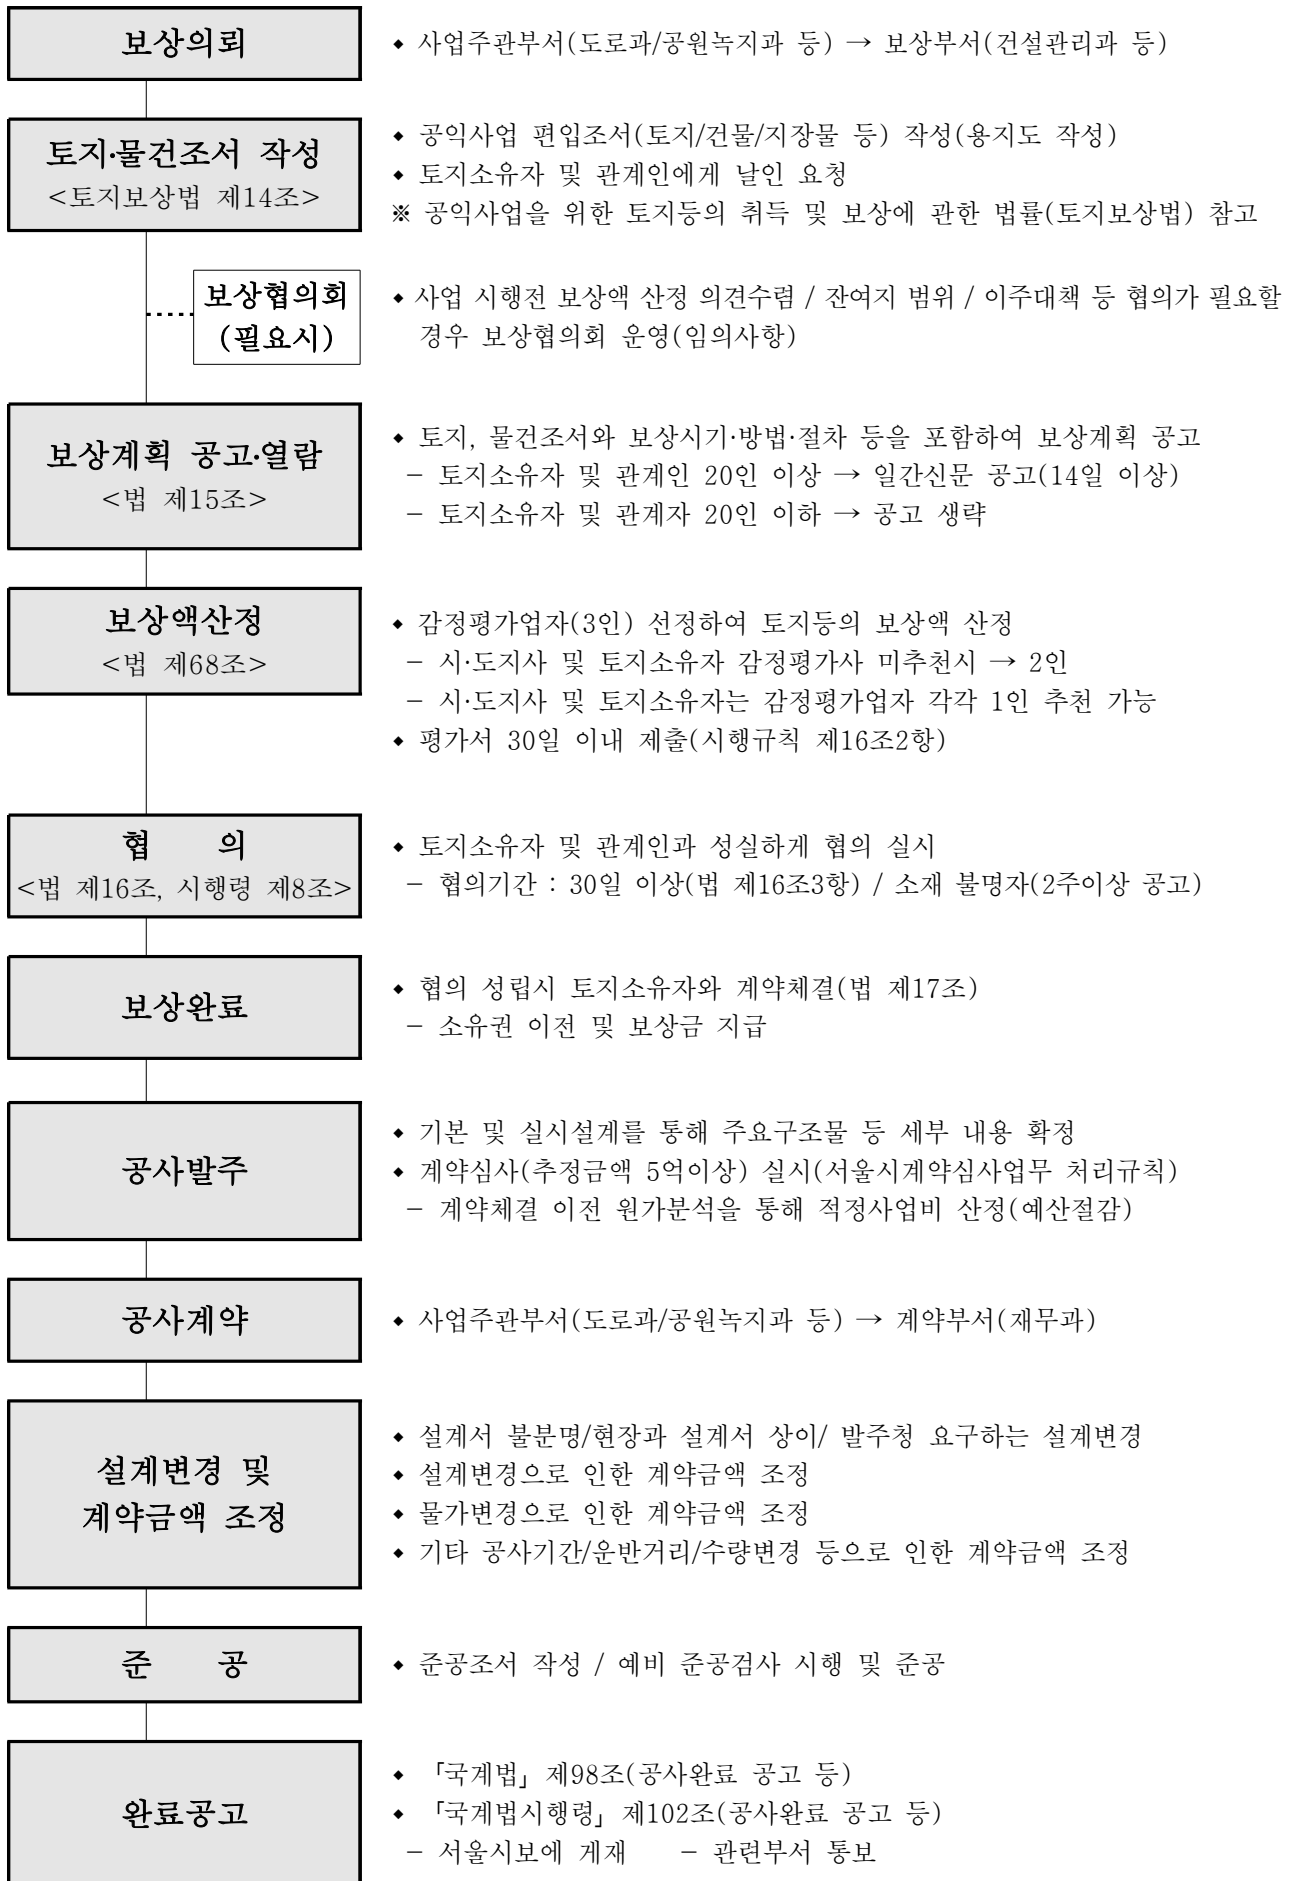 보상의뢰
◆ 사업주관부서(도로과/공원녹지과 등) → 보상부서(건설관리과 등)
토지·물건조서 작성
<토지보상법 제14조>
◆ 공익사업 편입조서(토지/건물/지장물 등) 작성(용지도 작성)
◆ 토지소유자 및 관계인에게 날인 요청
※ 공익사업을 위한 토지등의 취득 및 보상에 관한 법률(토지보상법) 참고
보상협의회
(필요시)
◆ 사업 시행전 보상액 산정 의견수렴 / 잔여지 범위 / 이주대책 등 협의가 필요할
경우 보상협의회 운영(임의사항)
보상계획 공고·열람
<법 제15조>
◆ 토지, 물건조서와 보상시기·방법·절차 등을 포함하여 보상계획 공고
- 토지소유자 및 관계인 20인 이상 → 일간신문 공고(14일 이상)
- 토지소유자 및 관계자 20인 이하 → 공고 생략
보상액산정
<법 제68조>
◆ 감정평가업자(3인) 선정하여 토지등의 보상액 산정
- 시·도지사 및 토지소유자 감정평가사 미추천시 → 2인
- 시·도지사 및 토지소유자는 감정평가업자 각각 1인 추천 가능
◆ 평가서 30일 이내 제출(시행규칙 제16조2항)
협 의
<법 제16조, 시행령 제8조>
◆ 토지소유자 및 관계인과 성실하게 협의 실시
- 협의기간 : 30일 이상(법 제16조3항) / 소재 불명자(2주이상 공고)
보상완료
◆ 협의 성립시 토지소유자와 계약체결(법 제17조)
- 소유권 이전 및 보상금 지급
공사발주
◆ 기본 및 실시설계를 통해 주요구조물 등 세부 내용 확정
◆ 계약심사(추정금액 5억이상) 실시(서울시계약심사업무 처리규칙)
- 계약체결 이전 원가분석을 통해 적정사업비 산정(예산절감)
공사계약
◆ 사업주관부서(도로과/공원녹지과 등) → 계약부서(재무과)
설계변경 및
계약금액 조정
◆ 설계서 불분명/현장과 설계서 상이/ 발주청 요구하는 설계변경
◆ 설계변경으로 인한 계약금액 조정
◆ 물가변경으로 인한 계약금액 조정
◆ 기타 공사기간/운반거리/수량변경 등으로 인한 계약금액 조정
준 공
◆ 준공조서 작성 / 예비 준공검사 시행 및 준공
완료공고
◆ 「국계법」제98조(공사완료 공고 등)
◆ 「국계법시행령」제102조(공사완료 공고 등)
- 서울시보에 게재 - 관련부서 통보